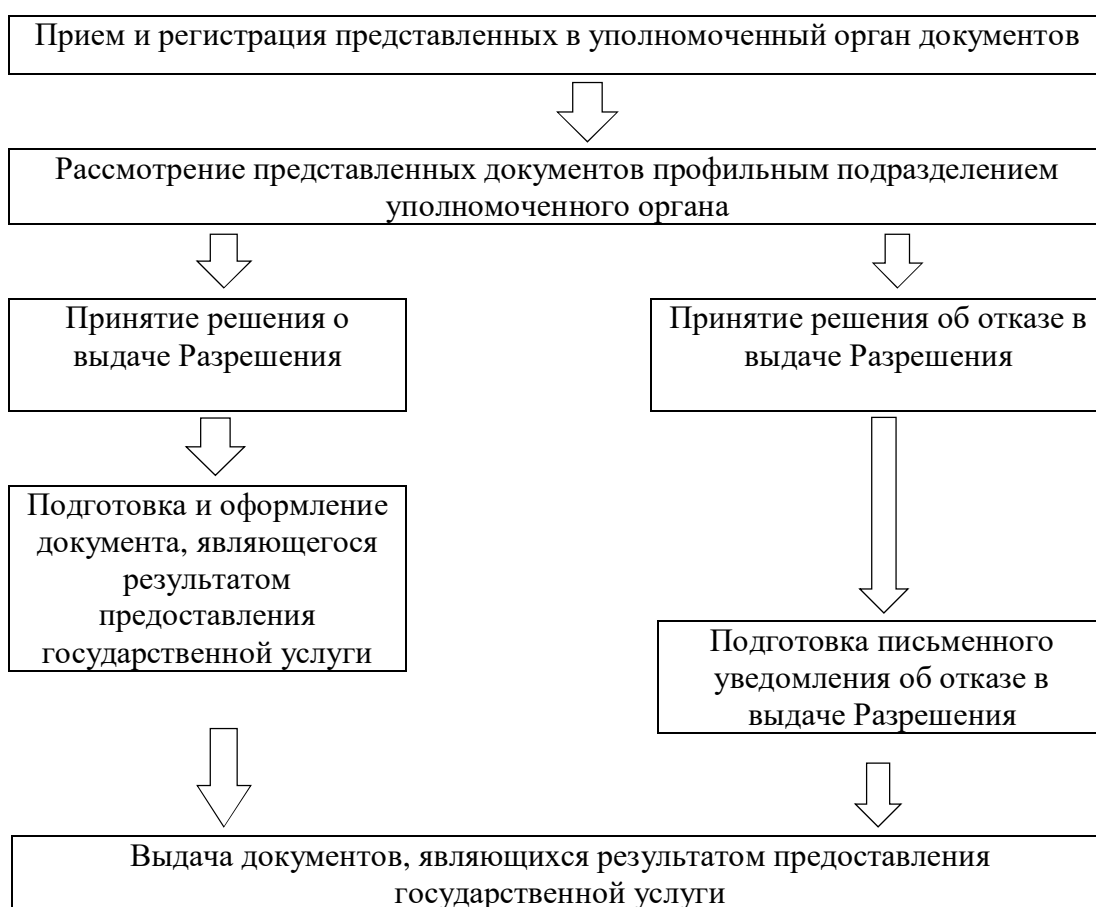 Прием и регистрация представленных в уполномоченный орган документов
Рассмотрение представленных документов профильным подразделением
уполномоченного органа
Принятие решения о
выдаче Разрешения
Принятие решения об отказе в
выдаче Разрешения
Подготовка и оформление
документа, являющегося
результатом
предоставления
государственной услуги
Подготовка письменного
уведомления об отказе в
выдаче Разрешения
Выдача документов, являющихся результатом предоставления
государственной услуги